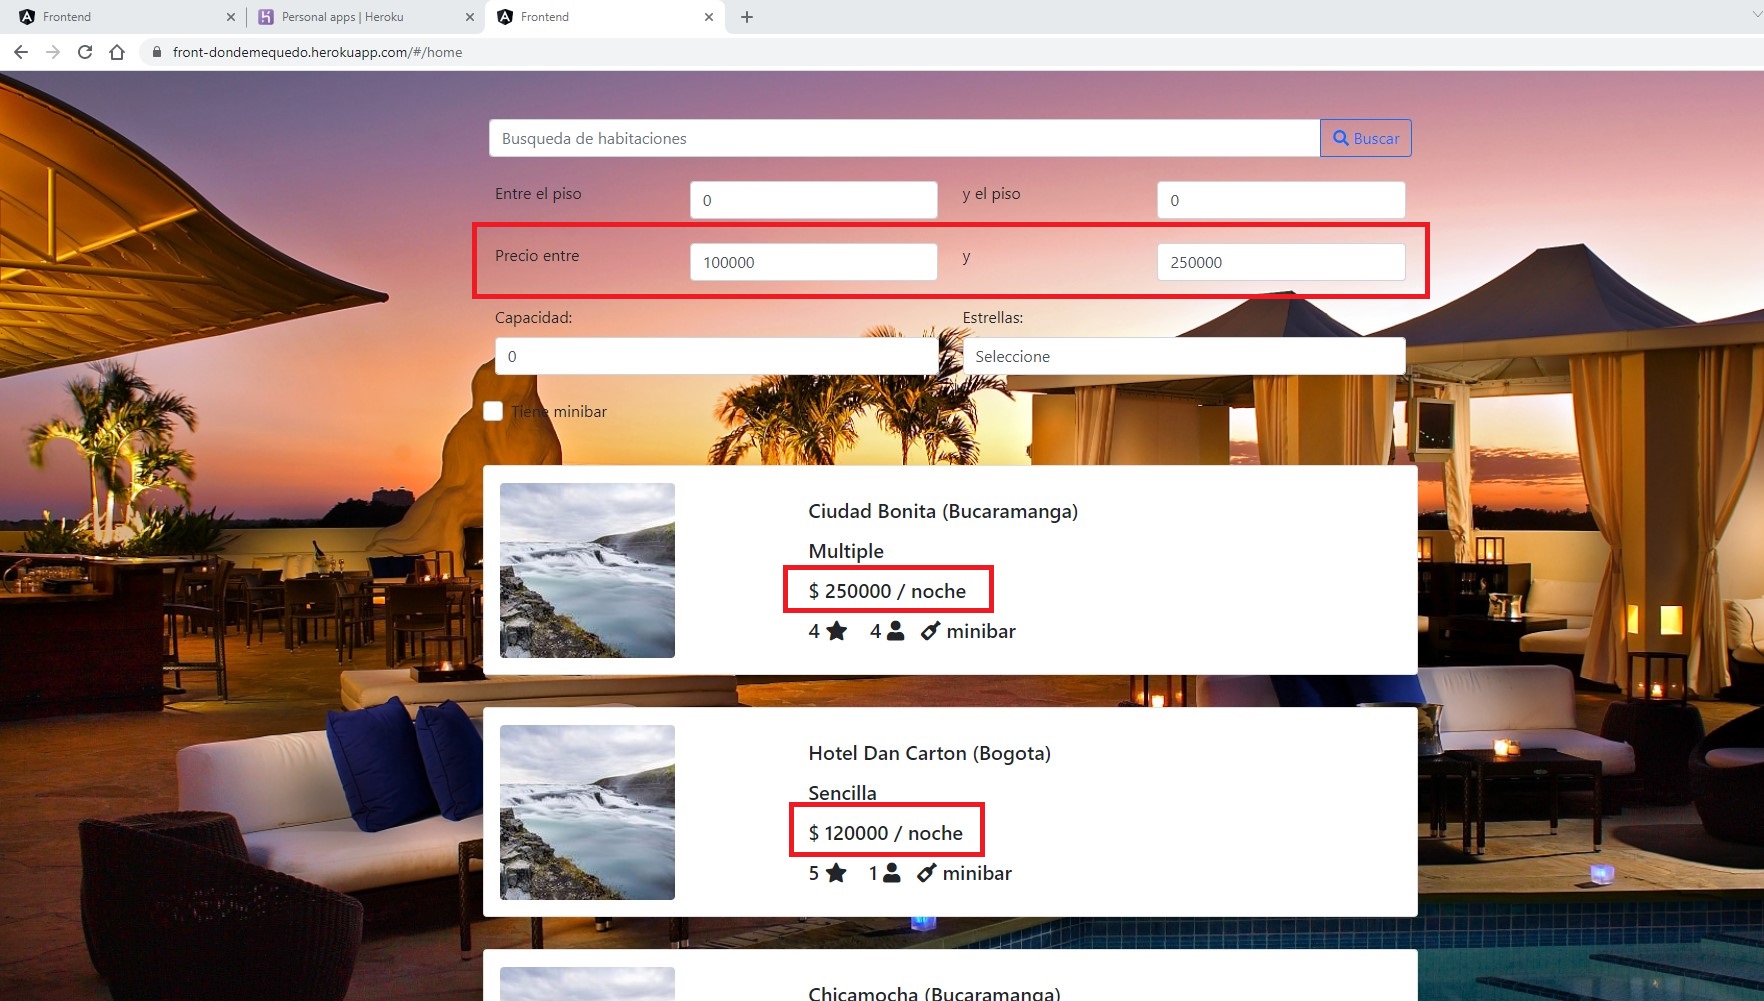 Frontend
Personal apps | Heroku
Frontend
front-dondemequedo.herokuapp.com/#/home
Busqueda de habitaciones
Buscar
Entre el piso 0 y el piso 0
Precio entre 100000 y 250000
Capacidad: Estrellas:
0 Seleccione
Tiene minibar
Ciudad Bonita (Bucaramanga)
Multiple
$ 250000 / noche
4 4 minibar
Hotel Dan Carton (Bogota)
Sencilla
$ 120000 / noche
5 1 minibar
Chicamocha (Bucaramanga)